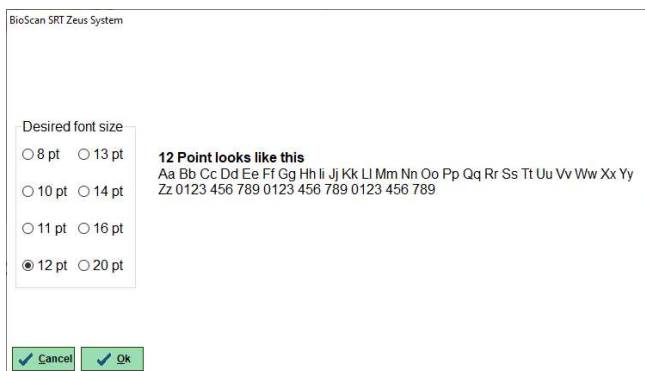 BioScan SRT Zeus System
Desired font size
8 pt 13 pt
10 pt 14 pt
11 pt 16 pt
12 pt 20 pt
12 Point looks like this
Aa Bb Cc Dd Ee Ff Gg Hh Ii Jj Kk Ll Mm Nn Oo Pp Qq Rr Ss Tt Uu Vv Ww Xx Yy
Zz 0123 456 789 0123 456 789 0123 456 789
Cancel Ok